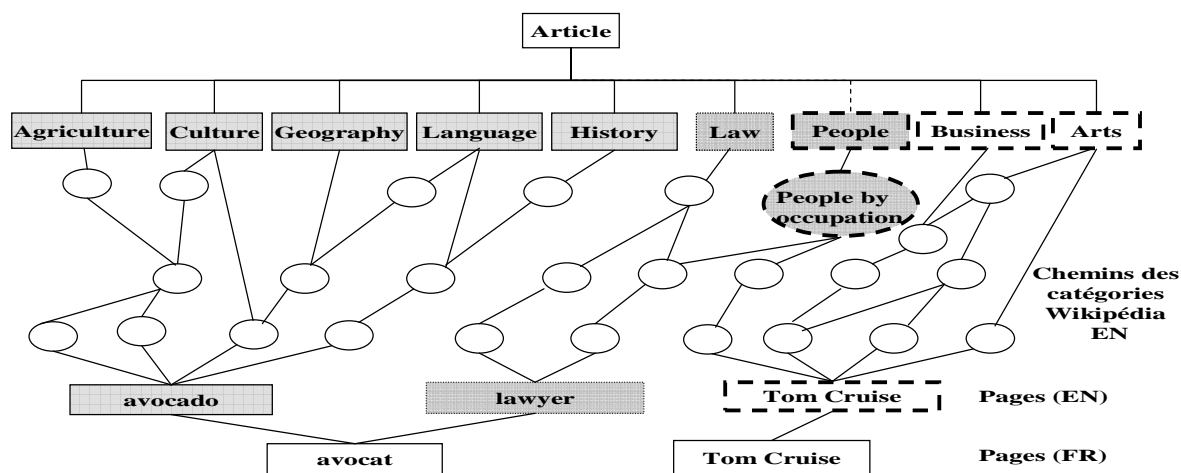 Article
Agriculture Culture Geography Language History Law People Business Arts
People by
occupation
Chemins des
catégories
Wikipédia
EN
avocado lawyer Tom Cruise Pages (EN)
avocat Tom Cruise Pages (FR)